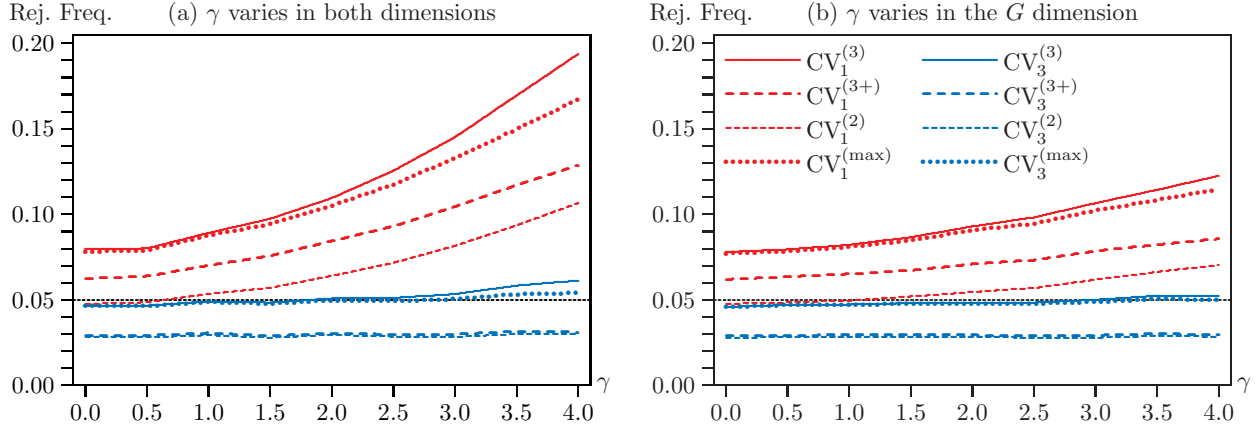 Rej. Freq. (a) γ varies in both dimensions
0.20
0.15
0.10
0.05
0.00
0.0 0.5 1.0 1.5 2.0 2.5 3.0 3.5 4.0
γ
Rej. Freq. (b) γ varies in the G dimension
0.20
0.15
0.10
0.05
0.00
CV₁⁽³⁾ CV₃⁽³⁾
CV₁⁽³⁺⁾ CV₃⁽³⁺⁾
CV₁⁽²⁾ CV₃⁽²⁾
CV₁⁽ᵐᵃˣ⁾ CV₃⁽ᵐᵃˣ⁾
0.0 0.5 1.0 1.5 2.0 2.5 3.0 3.5 4.0
γ